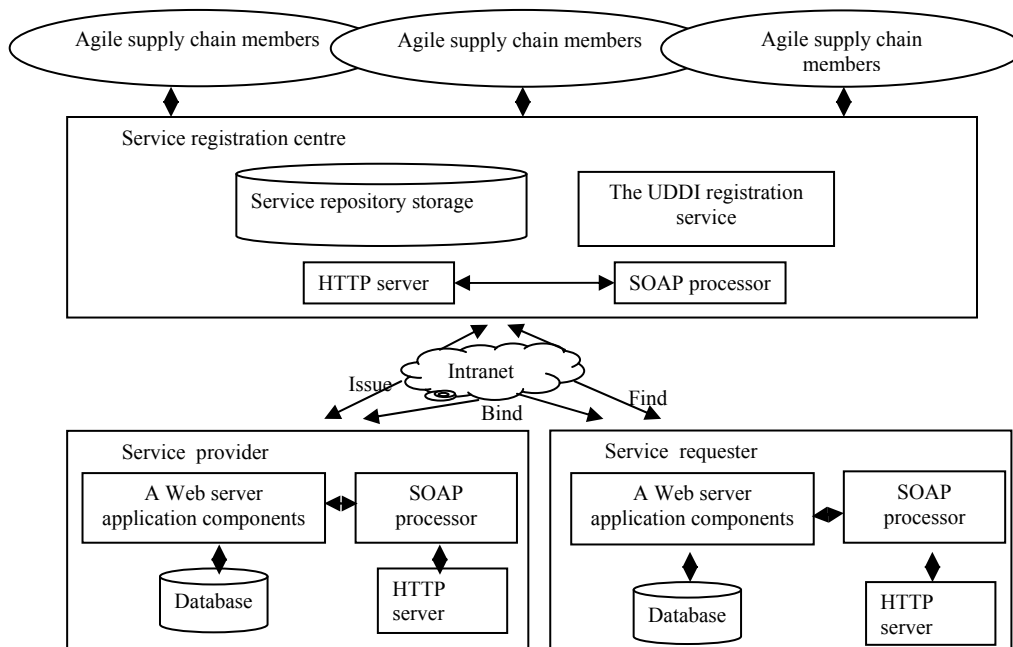 Agile supply chain members
Agile supply chain members
Agile supply chain
members
Service registration centre
Service repository storage
The UDDI registration
service
HTTP server
SOAP processor
Intranet
Issue
Find
Bind
Service provider
A Web server
application components
SOAP
processor
Database
HTTP
server
Service requester
A Web server
application components
SOAP
processor
Database
HTTP
server